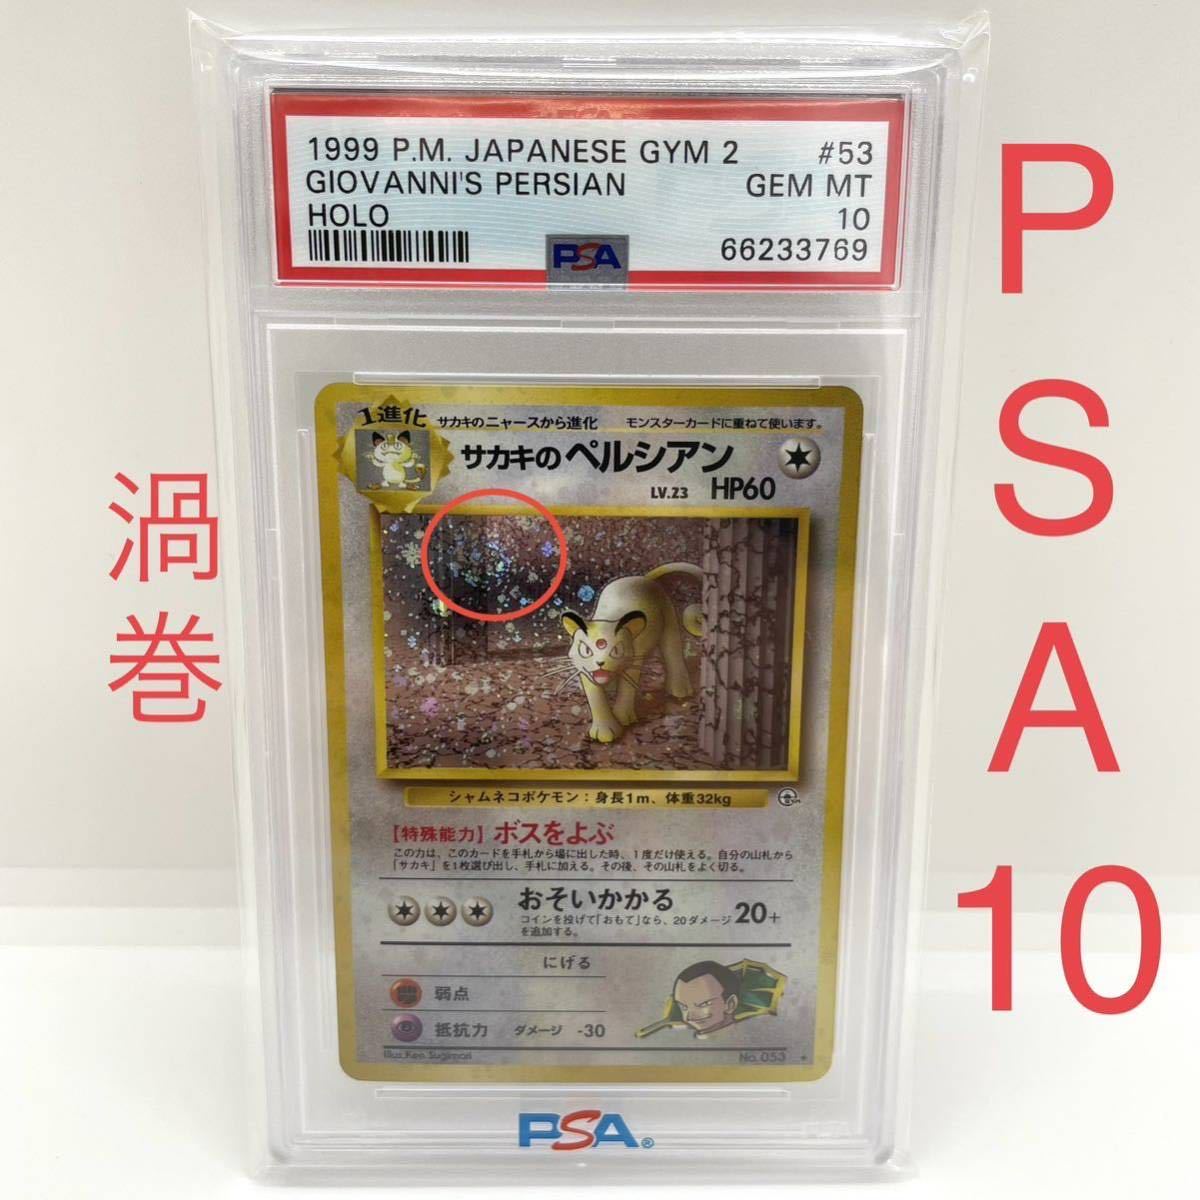 1999 P.M. JAPANESE GYM 2 #53
GIOVANNI'S PERSIAN GEM MT
HOLO 10
66233769
PSA
P
S
A
10
渦
巻
1進化
サカキのニャースから進化 モンスターカードに重ねて使います。
サカキのペルシアン
LV.23 HP60
シャムネコポケモン:身長1m、体重32kg
【特殊能力】ボスをよぶ
この力は、このカードを手札から場に出した時、1度だけ使える。自分の山札から
「サカキ」を1枚選び出し、手札に加える。その後、その山札をよく切る。
おそいかかる
コインを投げて「おもて」なら、20ダメージ 20+
を追加する。
にげる
弱点
抵抗力 ダメージ -30
Illus.Ken Sugimori No.053
PSA®